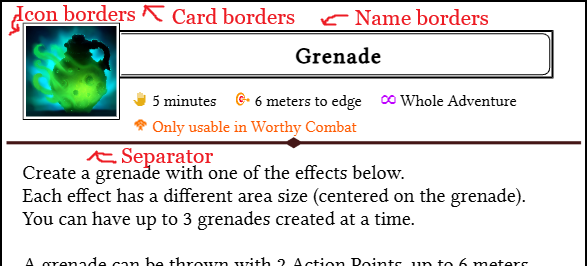 Icon borders
Card borders
Name borders
Grenade
5 minutes
6 meters to edge
Whole Adventure
Only usable in Worthy Combat
Separator
Create a grenade with one of the effects below.
Each effect has a different area size (centered on the grenade).
You can have up to 3 grenades created at a time.
A grenade can be thrown with 2 Action Points, up to 6 meters